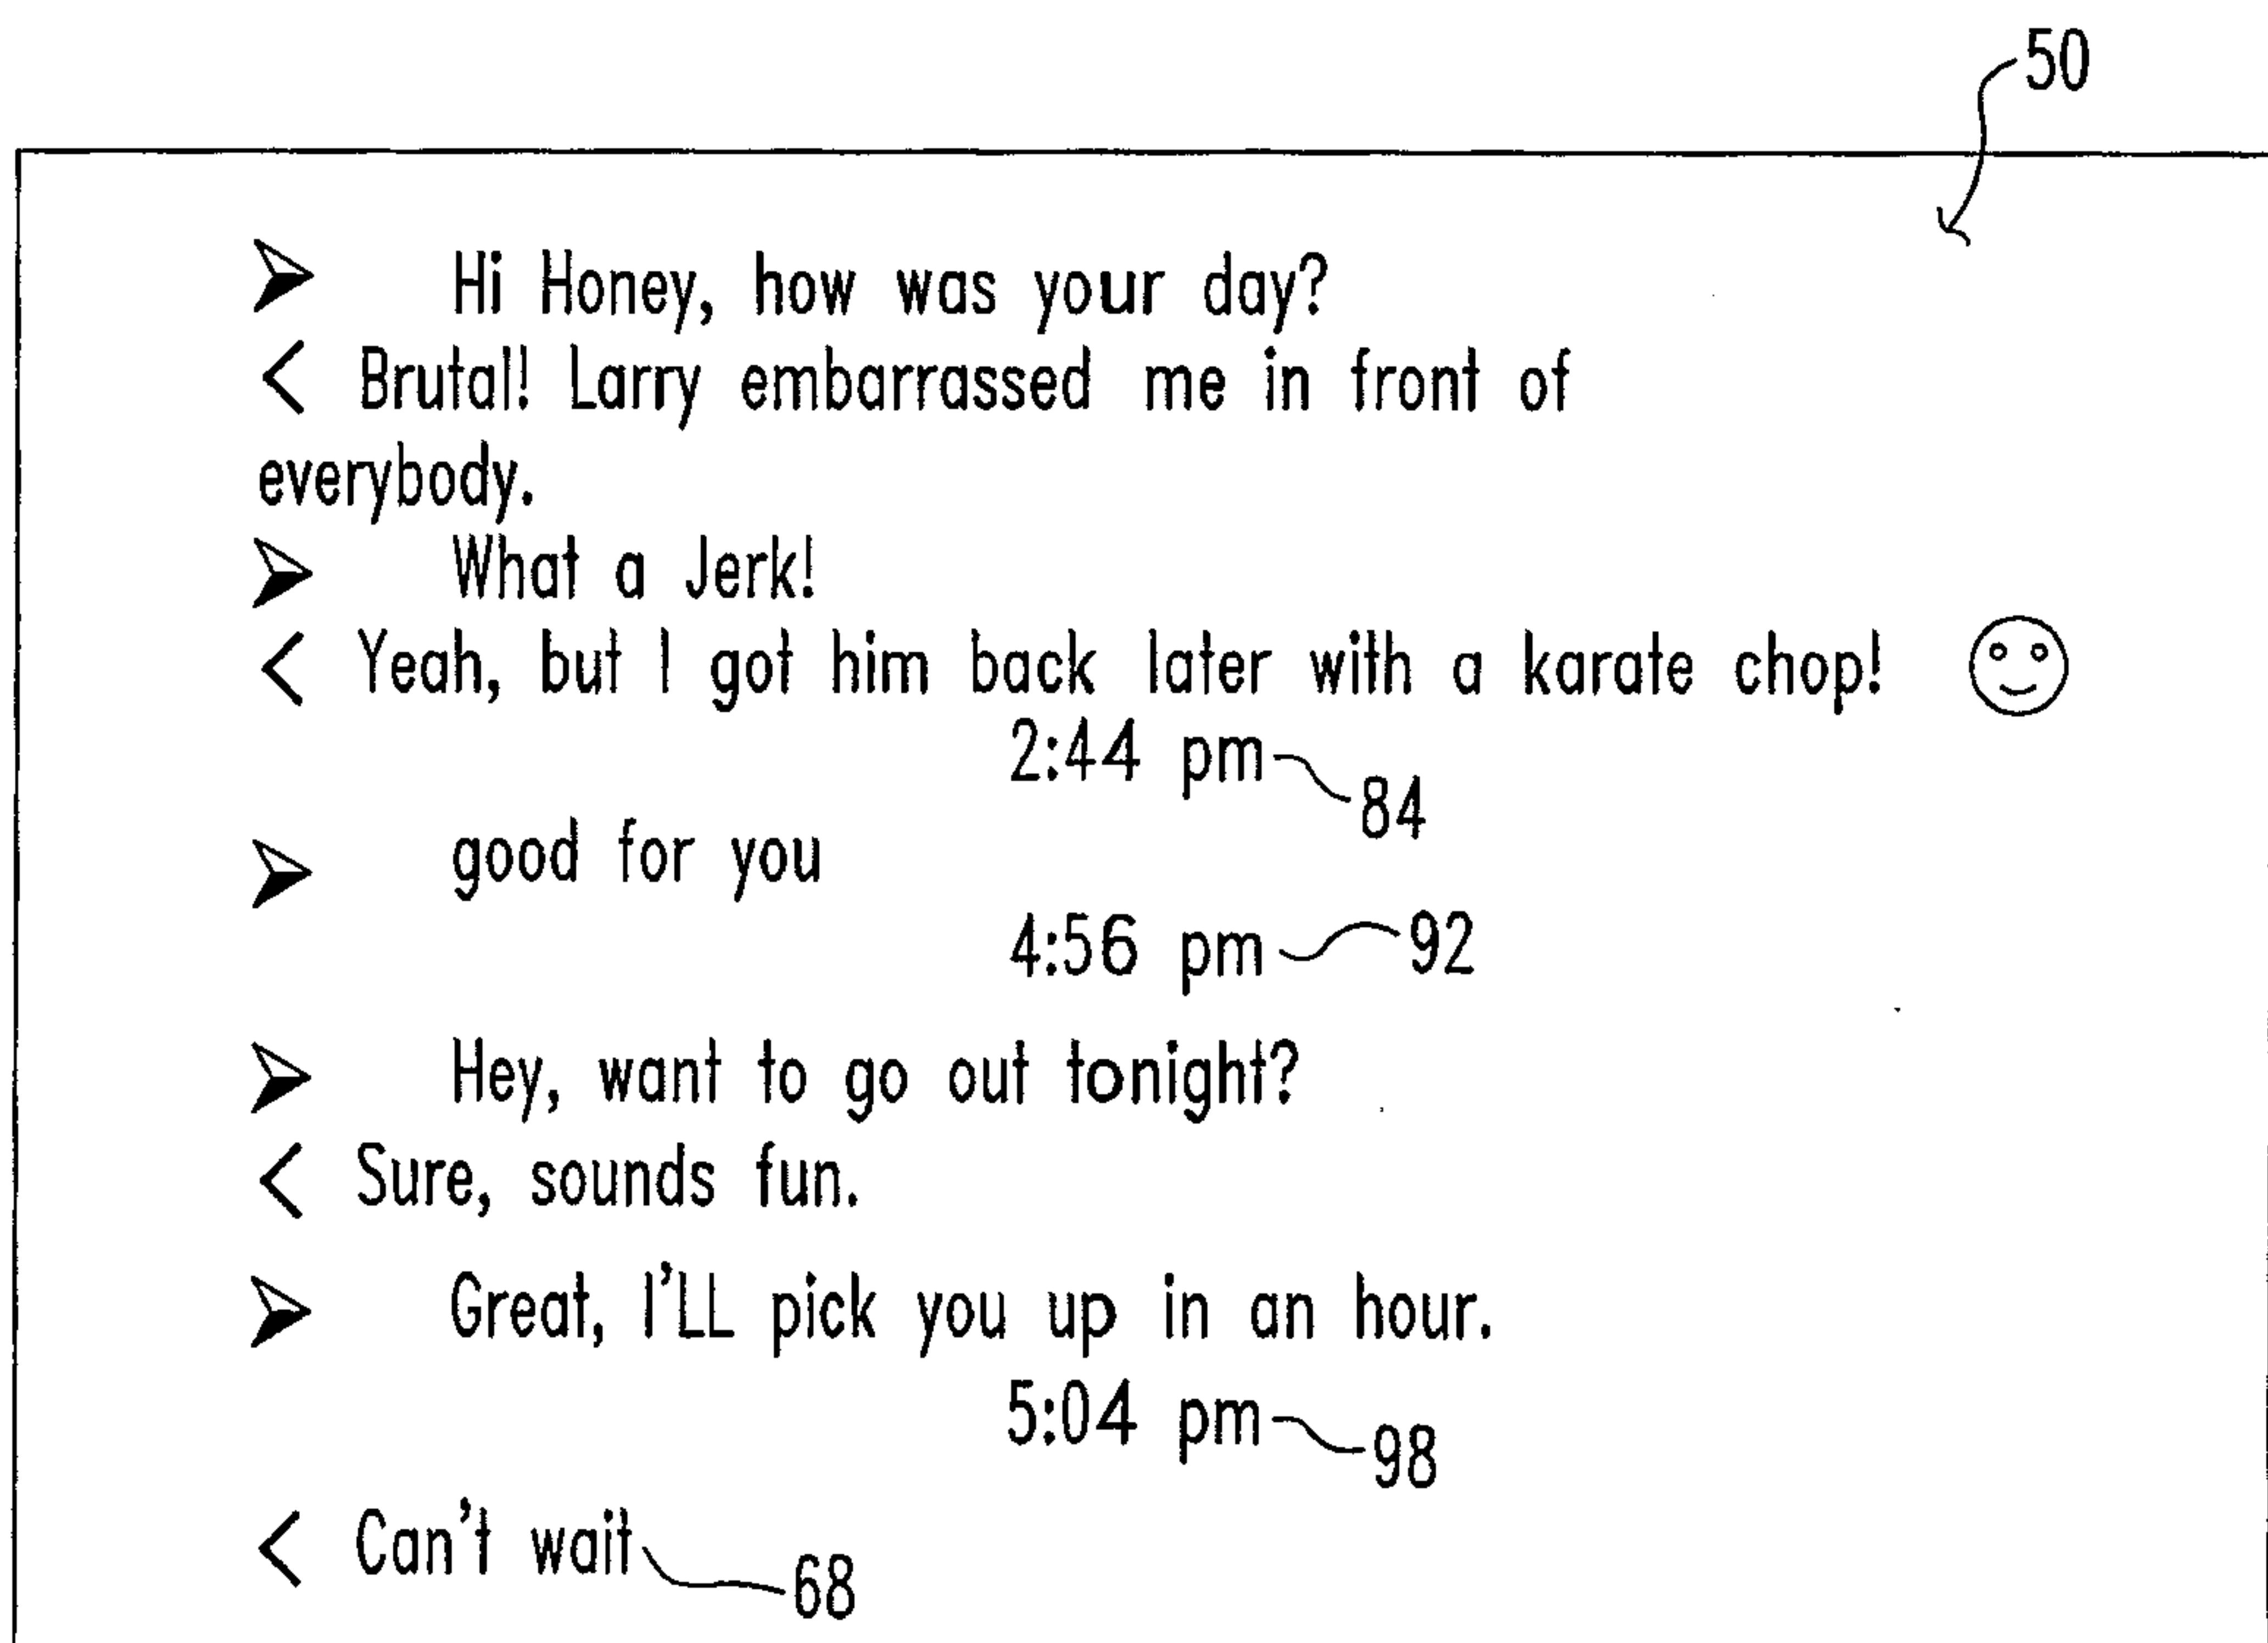 50
➢ Hi Honey, how was your day?
< Brutal! Larry embarrassed me in front of
everybody.
➢ What a Jerk!
< Yeah, but I got him back later with a karate chop! ☺
2:44 pm
84
➢ good for you
4:56 pm 92
➢ Hey, want to go out tonight?
< Sure, sounds fun.
➢ Great, I'LL pick you up in an hour.
5:04 pm
98
< Can't wait
68